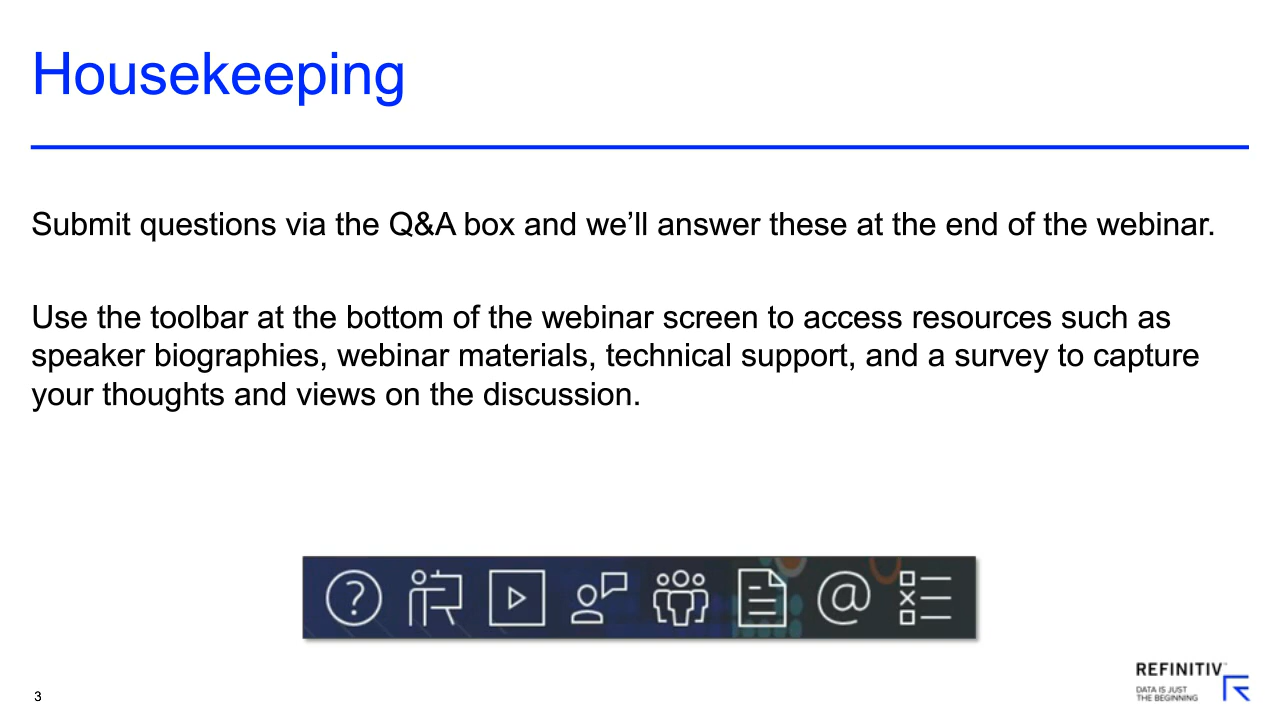 Housekeeping
Submit questions via the Q&A box and we’ll answer these at the end of the webinar.
Use the toolbar at the bottom of the webinar screen to access resources such as
speaker biographies, webinar materials, technical support, and a survey to capture
your thoughts and views on the discussion.
?
@
3
REFINITIV™
DATA IS JUST
THE BEGINNING